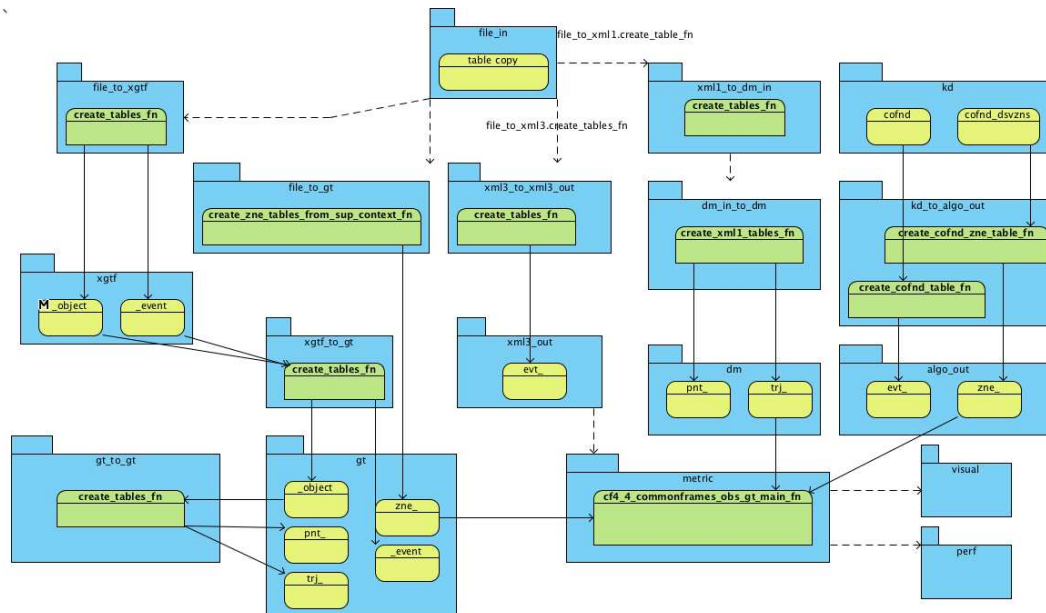 `
file_in
table copy
file_to_xml1.create_table_fn
file_to_xgtf
create_tables_fn
xml1_to_dm_in
create_tables_fn
kd
cofnd
cofnd_dsvzns
file_to_xml3.create_tables_fn
file_to_gt
create_zne_tables_from_sup_context_fn
xml3_to_xml3_out
create_tables_fn
dm_in_to_dm
create_xml1_tables_fn
kd_to_algo_out
create_cofnd_zne_table_fn
create_cofnd_table_fn
xgtf
M
_object
_event
xgtf_to_gt
create_tables_fn
xml3_out
evt_
dm
pnt_
trj_
algo_out
evt_
zne_
gt_to_gt
create_tables_fn
gt
_object
pnt_
trj_
zne_
_event
metric
cf4_4_commonframes_obs_gt_main_fn
visual
perf